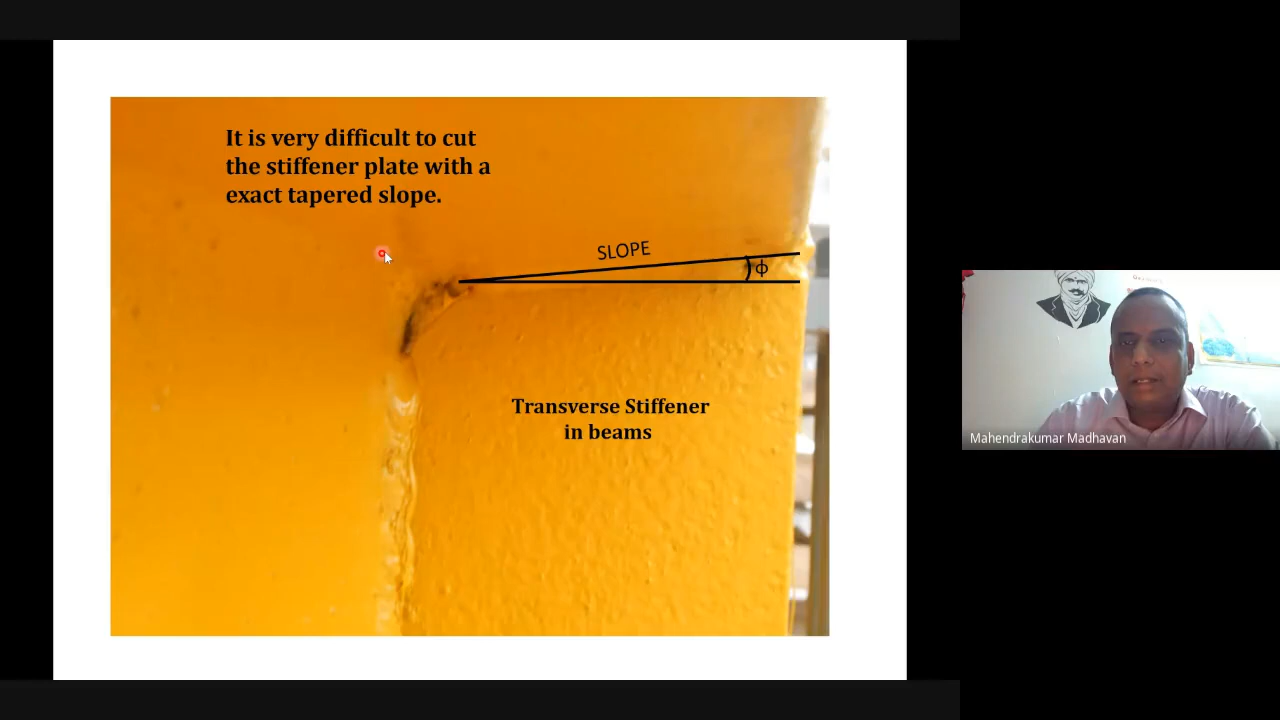 It is very difficult to cut
the stiffener plate with a
exact tapered slope.
SLOPE
ϕ
Transverse Stiffener
in beams
Mahendrakumar Madhavan